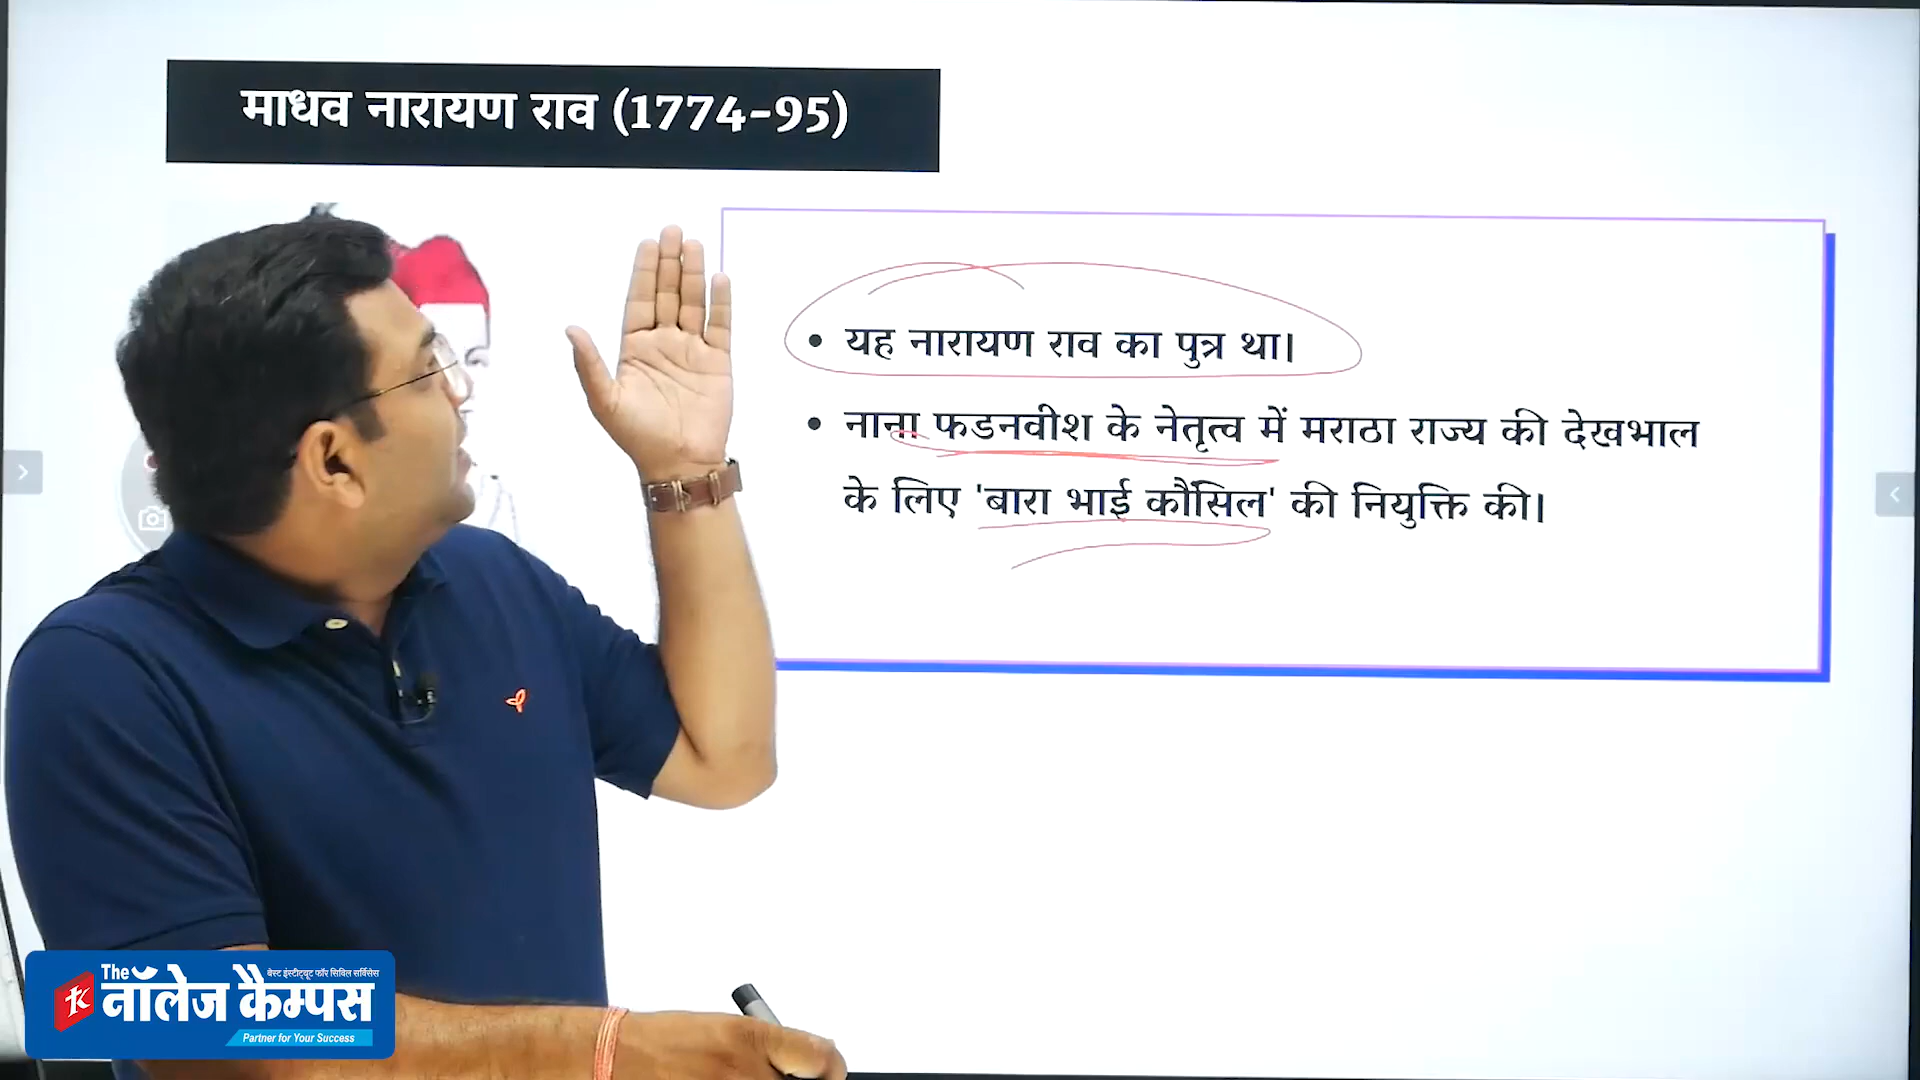 माधव नारायण राव (1774-95)
• यह नारायण राव का पुत्र था।
• नाना फडनवीश के नेतृत्व में मराठा राज्य की देखभाल
के लिए 'बारा भाई कौंसिल' की नियुक्ति की।
The
बेस्ट इंस्टीट्यूट फॉर सिविल सर्विसेस
नॉलेज कैम्पस
Partner for Your Success